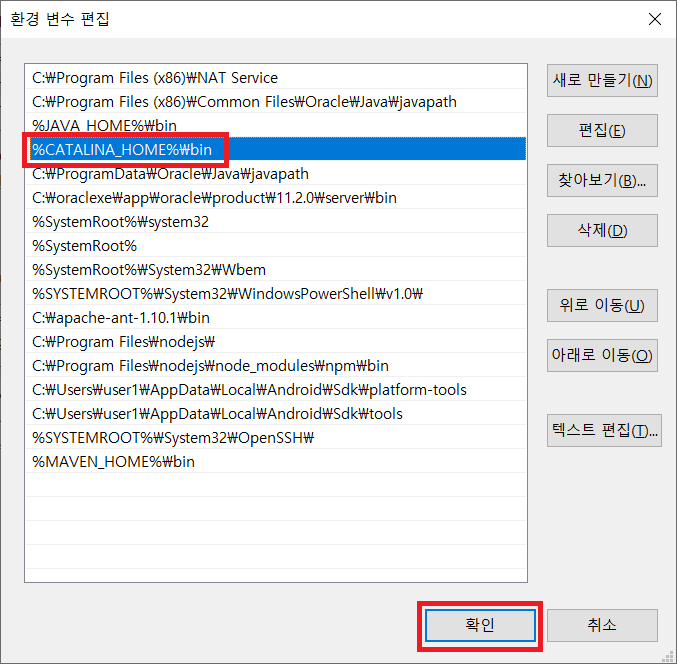 환경 변수 편집
C:₩Program Files (x86)₩NAT Service
C:₩Program Files (x86)₩Common Files₩Oracle₩Java₩javapath
%JAVA_HOME%₩bin
%CATALINA_HOME%₩bin
C:₩ProgramData₩Oracle₩Java₩javapath
C:₩oraclexe₩app₩oracle₩product₩11.2.0₩server₩bin
%SystemRoot%₩system32
%SystemRoot%
%SystemRoot%₩System32₩Wbem
%SYSTEMROOT%₩System32₩WindowsPowerShell₩v1.0₩
C:₩apache-ant-1.10.1₩bin
C:₩Program Files₩nodejs₩
C:₩Program Files₩nodejs₩node_modules₩npm₩bin
C:₩Users₩user1₩AppData₩Local₩Android₩Sdk₩platform-tools
C:₩Users₩user1₩AppData₩Local₩Android₩Sdk₩tools
%SYSTEMROOT%₩System32₩OpenSSH₩
%MAVEN_HOME%₩bin
새로 만들기(N)
편집(E)
찾아보기(B)...
삭제(D)
위로 이동(U)
아래로 이동(O)
텍스트 편집(T)...
확인
취소